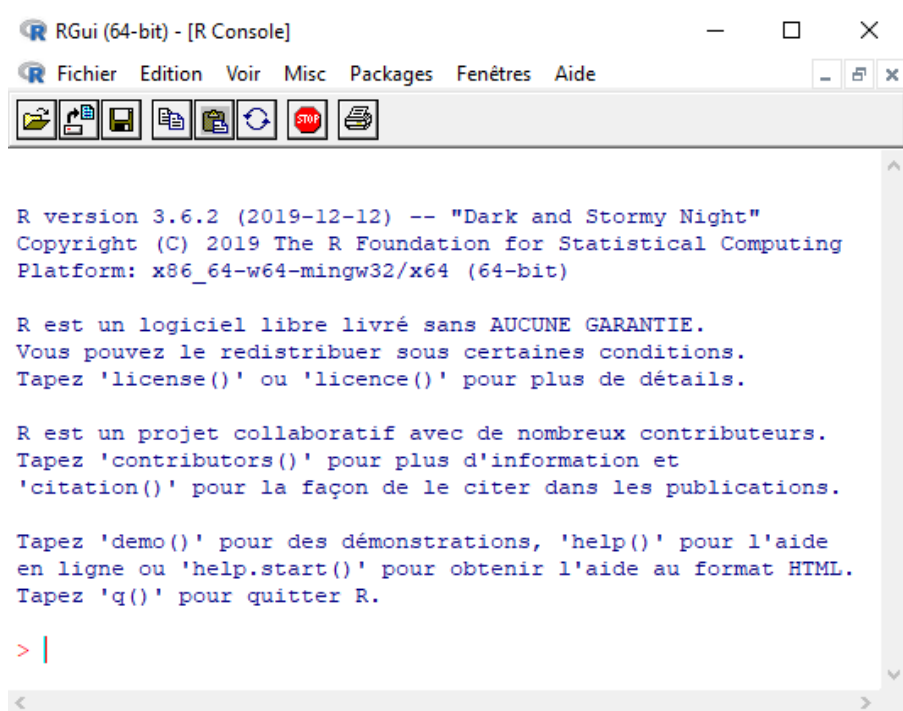 RGui (64-bit) - [R Console]
Fichier Edition Voir Misc Packages Fenêtres Aide
STOP
R version 3.6.2 (2019-12-12) -- "Dark and Stormy Night"
Copyright (C) 2019 The R Foundation for Statistical Computing
Platform: x86_64-w64-mingw32/x64 (64-bit)
R est un logiciel libre livré sans AUCUNE GARANTIE.
Vous pouvez le redistribuer sous certaines conditions.
Tapez 'license()' ou 'licence()' pour plus de détails.
R est un projet collaboratif avec de nombreux contributeurs.
Tapez 'contributors()' pour plus d'information et
'citation()' pour la façon de le citer dans les publications.
Tapez 'demo()' pour des démonstrations, 'help()' pour l'aide
en ligne ou 'help.start()' pour obtenir l'aide au format HTML.
Tapez 'q()' pour quitter R.
>